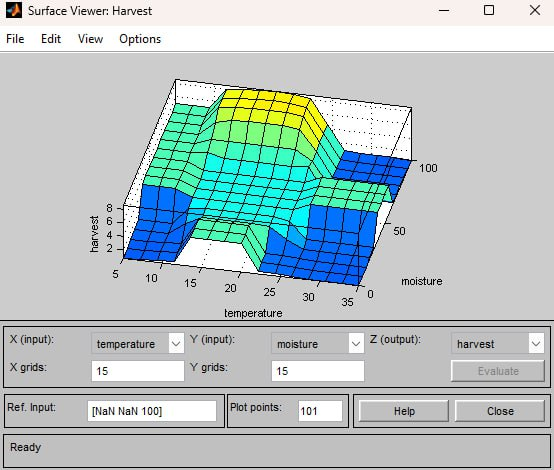 Surface Viewer: Harvest
File Edit View Options
8
6
4
2
harvest
5
10
15
20
25
30
35
temperature
0
50
100
moisture
X (input): temperature Y (input): moisture Z (output): harvest
X grids: 15 Y grids: 15 Evaluate
Ref. Input: [NaN NaN 100] Plot points: 101 Help Close
Ready